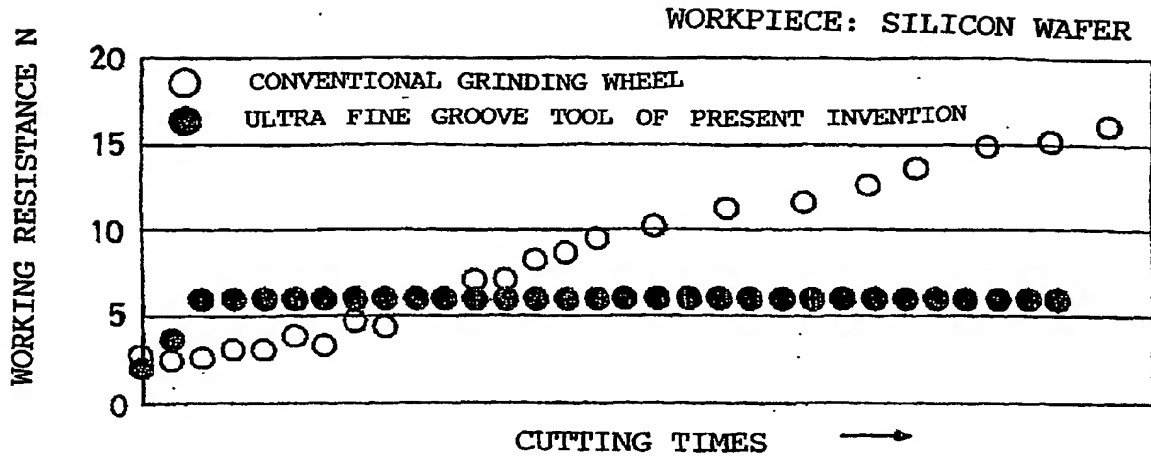 WORKPIECE: SILICON WAFER
WORKING RESISTANCE N
20
CONVENTIONAL GRINDING WHEEL
ULTRA FINE GROOVE TOOL OF PRESENT INVENTION
15
10
5
0
CUTTING TIMES